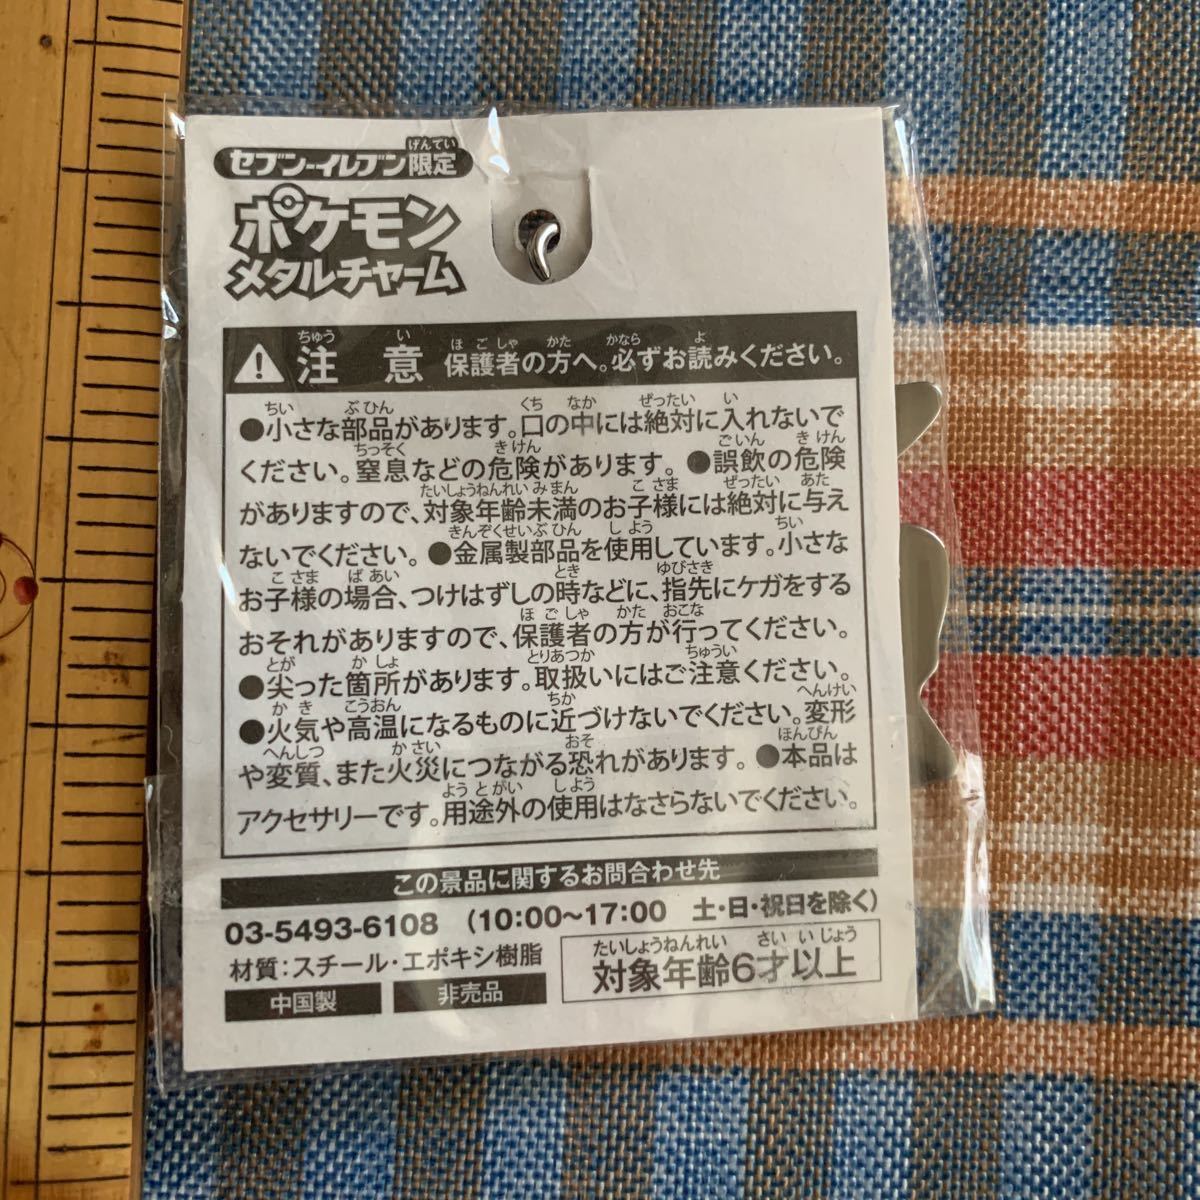 セブン-イレブン限定
げんてい
ポケモン
メタルチャーム
ちゅう い ほごしゃ かた かなら よ
注意 保護者の方へ。必ずお読みください。
ちい ぶひん くち なか ぜったい い
●小さな部品があります。口の中には絶対に入れないで
ちっそく きけん ごいん きけん
ください。窒息などの危険があります。●誤飲の危険
たいしょうねんれいみまん こさま ぜったい あた
がありますので、対象年齢未満のお子様には絶対に与え
きんぞくせいぶひん しよう ちい
ないでください。●金属製部品を使用しています。小さな
こさま ばあい とき ゆびさき
お子様の場合、つけはずしの時などに、指先にケガをする
ほごしゃ かた おこな
おそれがありますので、保護者の方が行ってください。
とが かしょ とりあつか ちゅうい
●尖った箇所があります。取扱いにはご注意ください。
かき こうおん ちか へんけい
●火気や高温になるものに近づけないでください。変形
へんしつ かさい おそ ほんぴん
や変質、また火災につながる恐れがあります。●本品は
ようとがい しよう
アクセサリーです。用途外の使用はなさらないでください。
この景品に関するお問合わせ先
03-5493-6108 (10:00〜17:00 土・日・祝日を除く)
材質:スチール・エポキシ樹脂
たいしょうねんれい さいいじょう
対象年齢6才以上
中国製 非売品